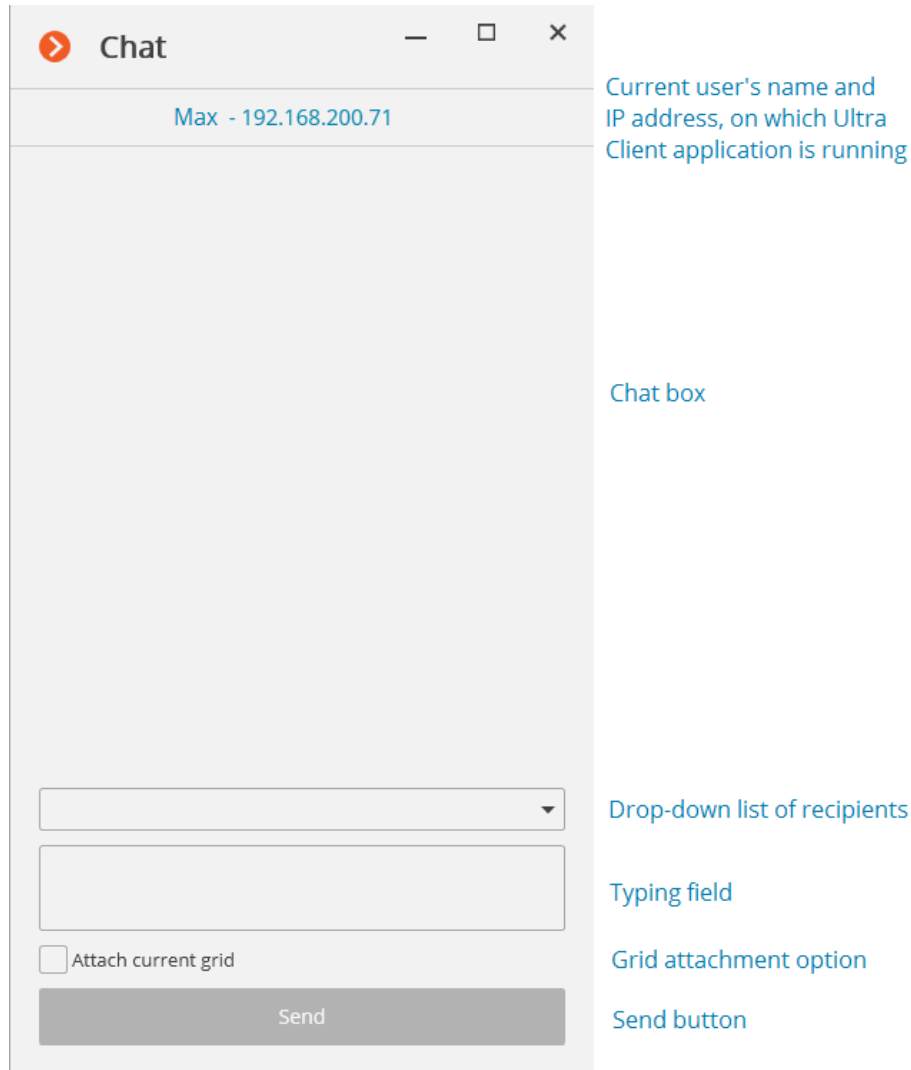 Chat
Max - 192.168.200.71
Current user's name and
IP address, on which Ultra
Client application is running
Chat box
Drop-down list of recipients
Typing field
Attach current grid
Grid attachment option
Send
Send button